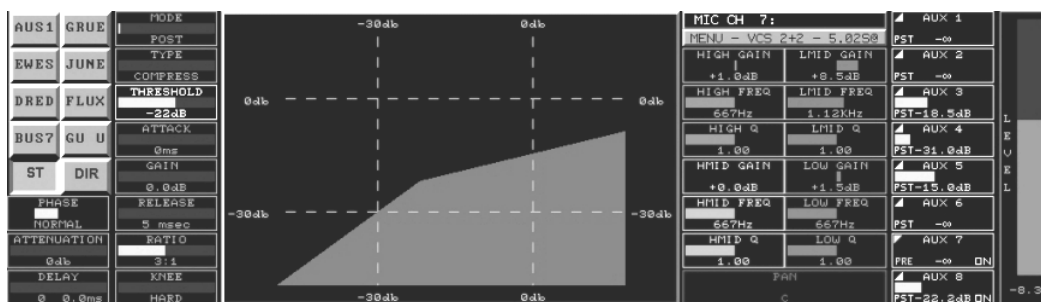 AUS1 GRUE
EWES JUNE
DRED FLUX
BUS7 GU U
ST DIR
PHASE
NORMAL
ATTENUATION
0db
DELAY
0 0.0ms
MODE
POST
TYPE
COMPRESS
THRESHOLD
-22dB
ATTACK
0ms
GAIN
0.0dB
RELEASE
5 msec
RATIO
3:1
KNEE
HARD
-30db 0db
0db 0db
-30db -30db
-30db 0db
MIC CH 7:
MENU - VCS 2+2 - 5.02S@
HIGH GAIN LMID GAIN
+1.0dB +8.5dB
HIGH FREQ LMID FREQ
667Hz 1.12KHz
HIGH Q LMID Q
1.00 1.00
HMID GAIN LOW GAIN
+0.0dB +1.5dB
HMID FREQ LOW FREQ
667Hz 667Hz
HMID Q LOW Q
1.00 1.00
PAN
C
AUX 1
PST -∞
AUX 2
PST -∞
AUX 3
PST-18.5dB
AUX 4
PST-31.0dB
AUX 5
PST-15.0dB
AUX 6
PST -∞
AUX 7
PRE -∞ ON
AUX 8
PST-22.2dB ON
LEVEL
-8.3